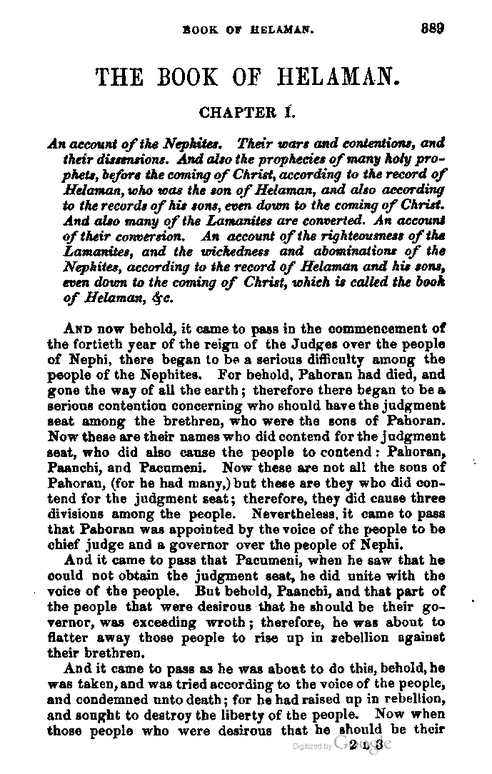 BOOK OF HELAMAN. 389
THE BOOK OF HELAMAN.
CHAPTER I.
An account of the Nephites. Their wars and contentions, and
their dissensions. And also the prophecies of many holy pro-
phets, before the coming of Christ, according to the record of
Helaman, who was the son of Helaman, and also according
to the records of his sons, even down to the coming of Christ.
And also many of the Lamanites are converted. An account
of their conversion. An account of the righteousness of the
Lamanites, and the wickedness and abominations of the
Nephites, according to the record of Helaman and his sons,
even down to the coming of Christ, which is called the book
of Helaman, &c.
AND now behold, it came to pass in the commencement of
the fortieth year of the reign of the Judges over the people
of Nephi, there began to be a serious difficulty among the
people of the Nephites. For behold, Pahoran had died, and
gone the way of all the earth; therefore there began to be a
serious contention concerning who should have the judgment
seat among the brethren, who were the sons of Pahoran.
Now these are their names who did contend for the judgment
seat, who did also cause the people to contend: Pahoran,
Paanchi, and Pacumeni. Now these are not all the sons of
Pahoran, (for he had many,) but these are they who did con-
tend for the judgment seat; therefore, they did cause three
divisions among the people. Nevertheless, it came to pass
that Pahoran was appointed by the voice of the people to be
chief judge and a governor over the people of Nephi.
And it came to pass that Pacumeni, when he saw that he
could not obtain the judgment seat, he did unite with the
voice of the people. But behold, Paanchi, and that part of
the people that were desirous that he should be their go-
vernor, was exceeding wroth; therefore, he was about to
flatter away those people to rise up in rebellion against
their brethren.
And it came to pass as he was about to do this, behold, he
was taken, and was tried according to the voice of the people,
and condemned unto death; for he had raised up in rebellion,
and sought to destroy the liberty of the people. Now when
those people who were desirous that he should be their
Digitized by Google 2 L 3